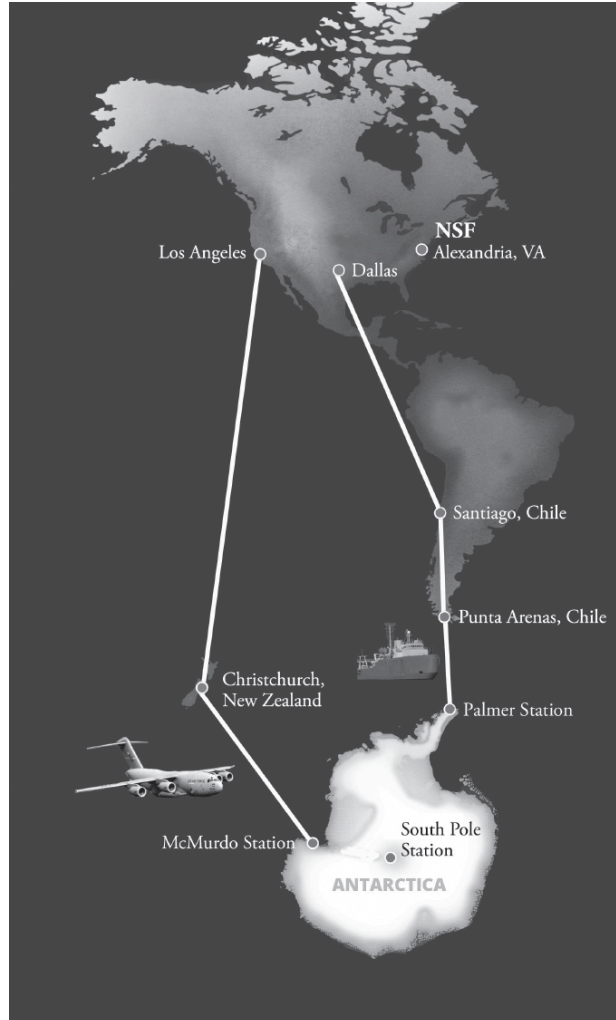 NSF
Alexandria, VA
Los Angeles
Dallas
Santiago, Chile
Punta Arenas, Chile
Christchurch,
New Zealand
Palmer Station
McMurdo Station
South Pole
Station
ANTARCTICA